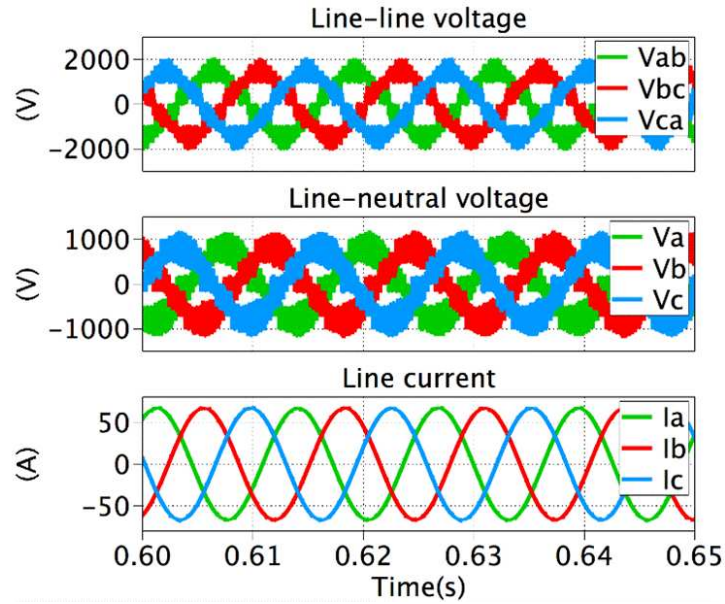 Line-line voltage
2000
0
-2000
(V)
Vab
Vbc
Vca
Line-neutral voltage
1000
0
-1000
(V)
Va
Vb
Vc
Line current
50
0
-50
(A)
Ia
Ib
Ic
0.60 0.61 0.62 0.63 0.64 0.65
Time(s)